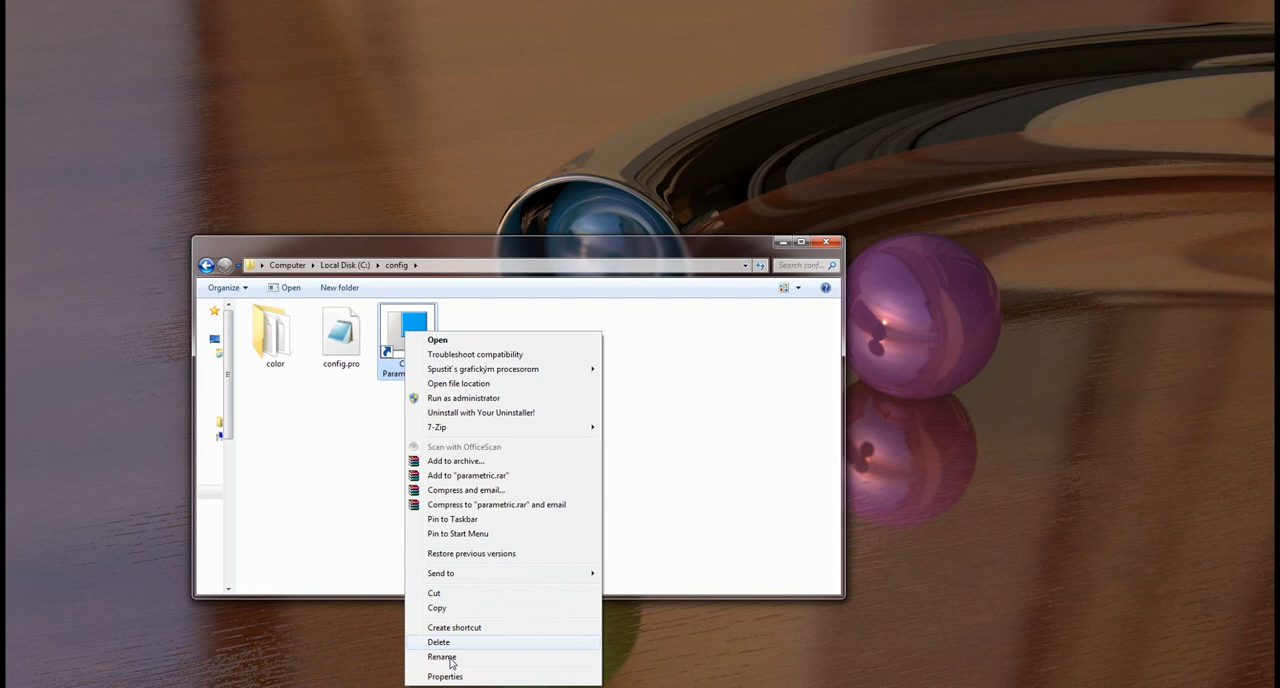 Computer Local Disk (C:) config
Search conf...
Organize Open New folder
color
config.pro
Open
Troubleshoot compatibility
Spustiť s grafickým procesorom
Open file location
Run as administrator
Uninstall with Your Uninstaller!
7-Zip
Scan with OfficeScan
Add to archive...
Add to "parametric.rar"
Compress and email...
Compress to "parametric.rar" and email
Pin to Taskbar
Pin to Start Menu
Restore previous versions
Send to
Cut
Copy
Create shortcut
Delete
Rename
Properties